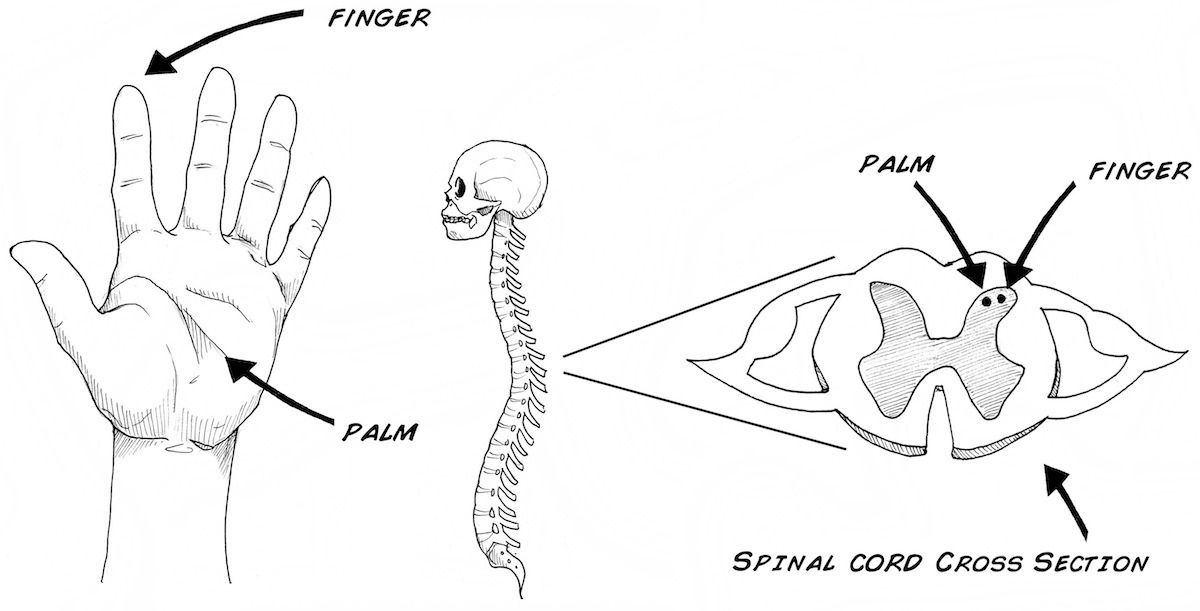 FINGER
PALM
PALM
FINGER
SPINAL CORD CROSS SECTION